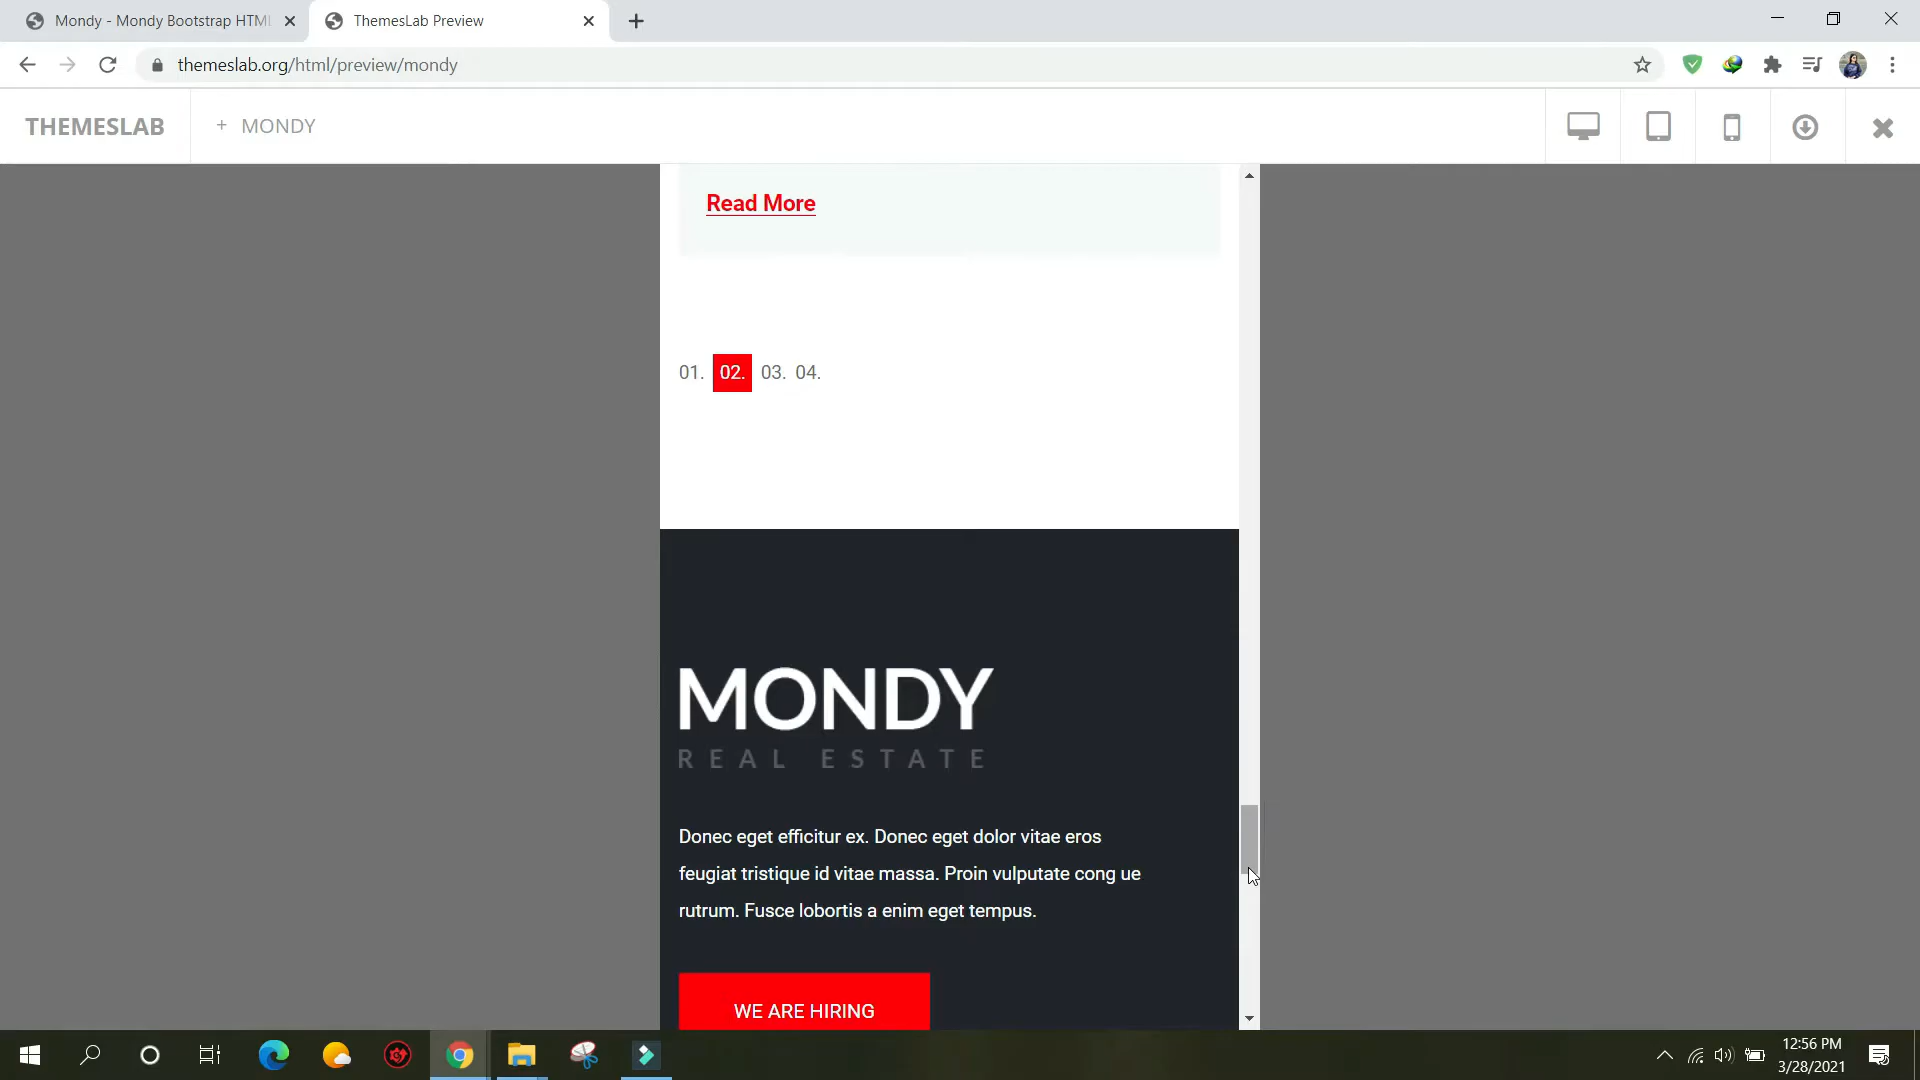 Mondy - Mondy Bootstrap HTM
ThemesLab Preview
themeslab.org/html/preview/mondy
THEMESLAB
+ MONDY
Read More
01. 02. 03. 04.
MONDY
REAL ESTATE
Donec eget efficitur ex. Donec eget dolor vitae eros
feugiat tristique id vitae massa. Proin vulputate cong ue
rutrum. Fusce lobortis a enim eget tempus.
WE ARE HIRING
12:56 PM
3/28/2021